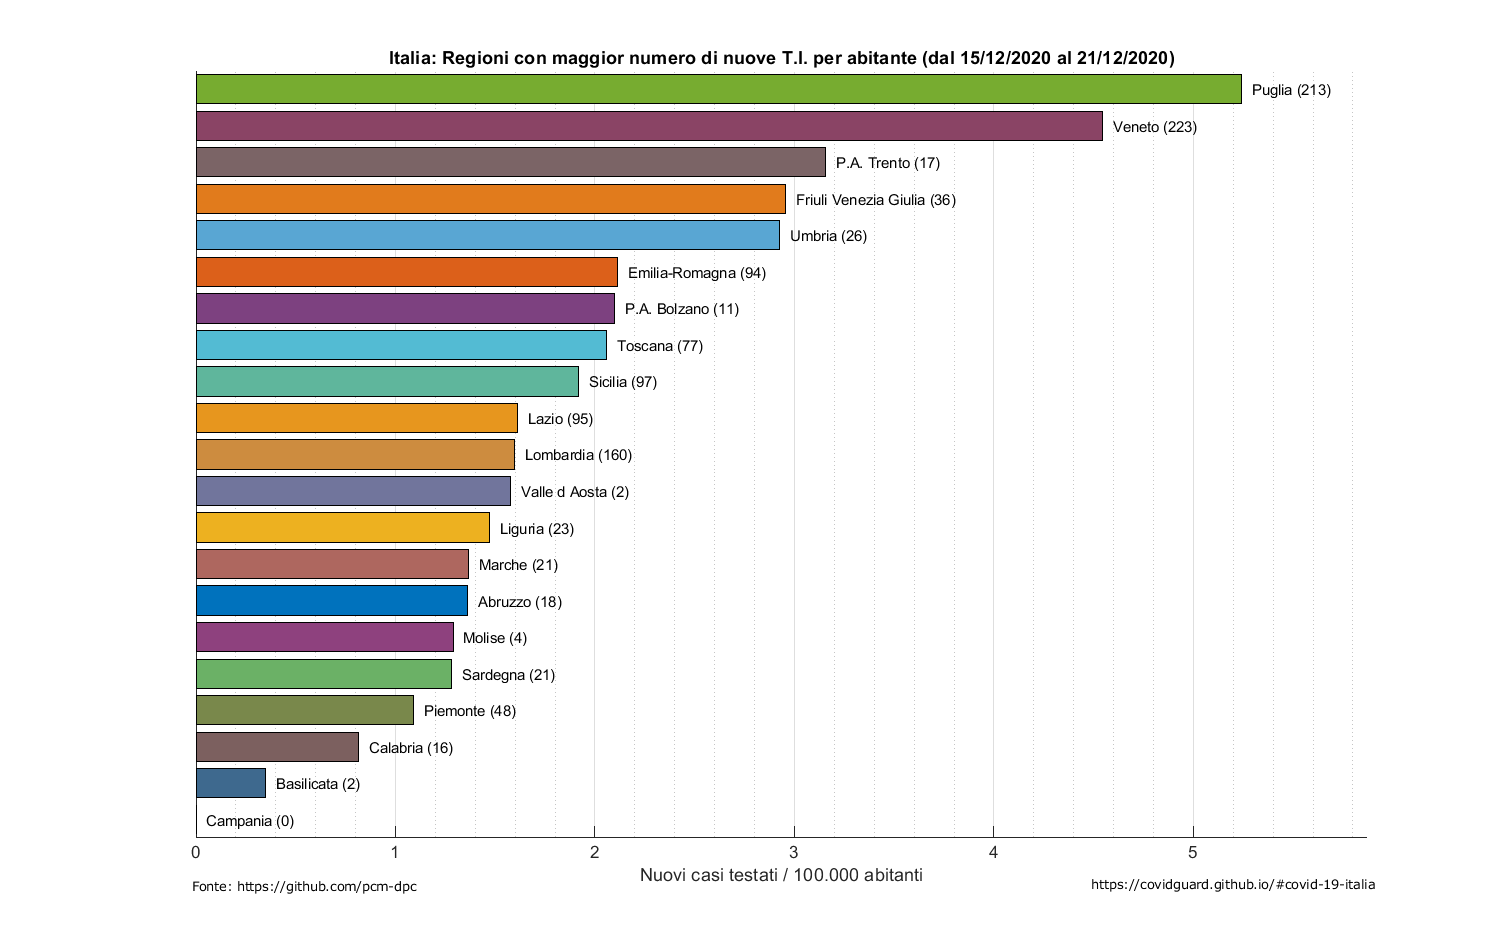 Italia: Regioni con maggior numero di nuove T.I. per abitante (dal 15/12/2020 al 21/12/2020)
Puglia (213)
Veneto (223)
P.A. Trento (17)
Friuli Venezia Giulia (36)
Umbria (26)
Emilia-Romagna (94)
P.A. Bolzano (11)
Toscana (77)
Sicilia (97)
Lazio (95)
Lombardia (160)
Valle d Aosta (2)
Liguria (23)
Marche (21)
Abruzzo (18)
Molise (4)
Sardegna (21)
Piemonte (48)
Calabria (16)
Basilicata (2)
Campania (0)
0 1 2 3 4 5
Nuovi casi testati / 100.000 abitanti
Fonte: https://github.com/pcm-dpc
https://covidguard.github.io/#covid-19-italia